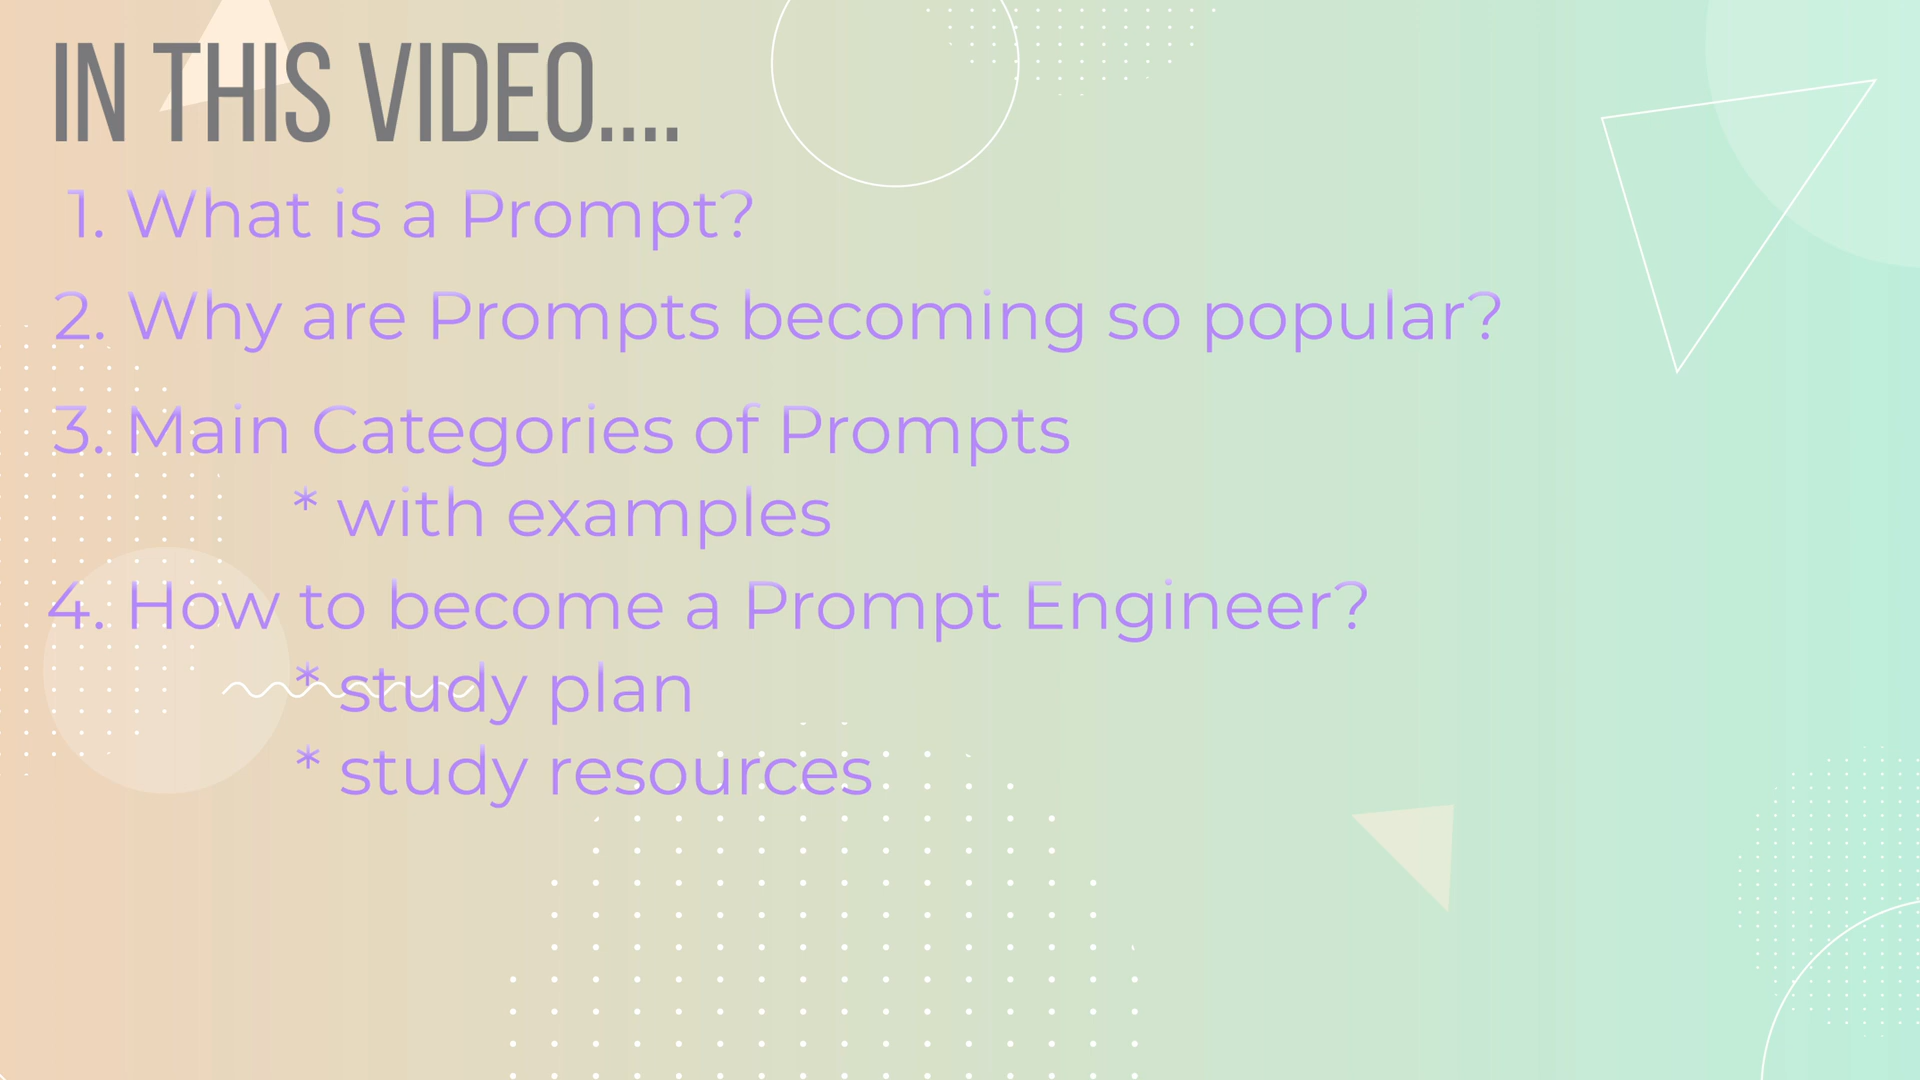 IN THIS VIDEO....
1. What is a Prompt?
2. Why are Prompts becoming so popular?
3. Main Categories of Prompts
* with examples
4. How to become a Prompt Engineer?
* study plan
* study resources